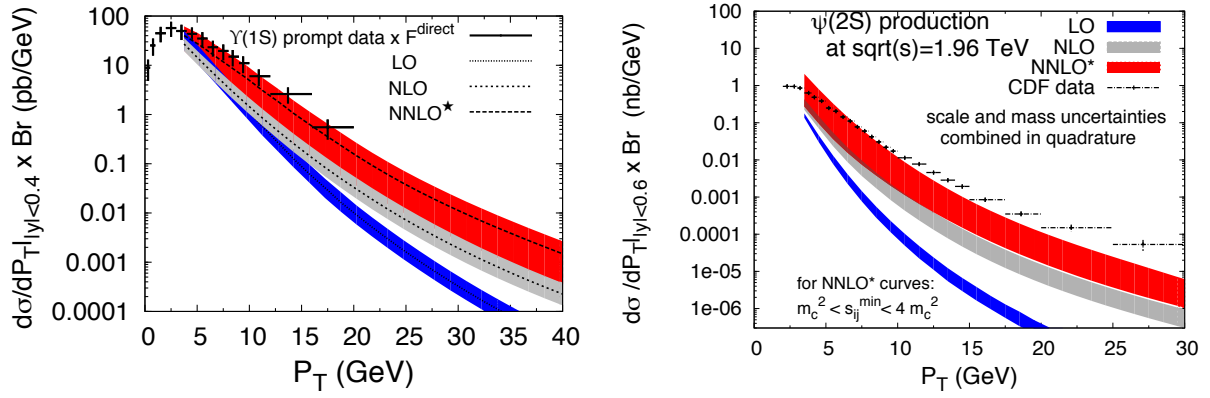 dσ/dP_T|_|y|<0.4 x Br (pb/GeV)
100
10
1
0.1
0.01
0.001
0.0001
ϒ(1S) prompt data x F^direct
LO
NLO
NNLO★
0 5 10 15 20 25 30 35 40
P_T (GeV)
dσ/dP_T|_|y|<0.6 x Br (nb/GeV)
100
10
1
0.1
0.01
0.001
0.0001
1e-05
1e-06
ψ(2S) production
at sqrt(s)=1.96 TeV
LO
NLO
NNLO*
CDF data
scale and mass uncertainties
combined in quadrature
for NNLO* curves:
m_c^2 < s_ij^min < 4 m_c^2
0 5 10 15 20 25 30
P_T (GeV)